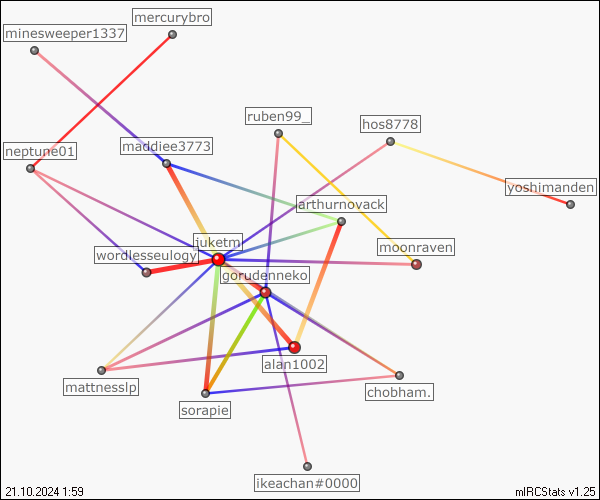 mercurybro
minesweeper1337
ruben99_
hos8778
neptune01
maddiee3773
yoshimanden
arthurnovack
juketm
moonraven
wordlesseulogy
gorudenneko
alan1002
mattnesslp
chobham.
sorapie
ikeachan#0000
21.10.2024 1:59
mIRCStats v1.25